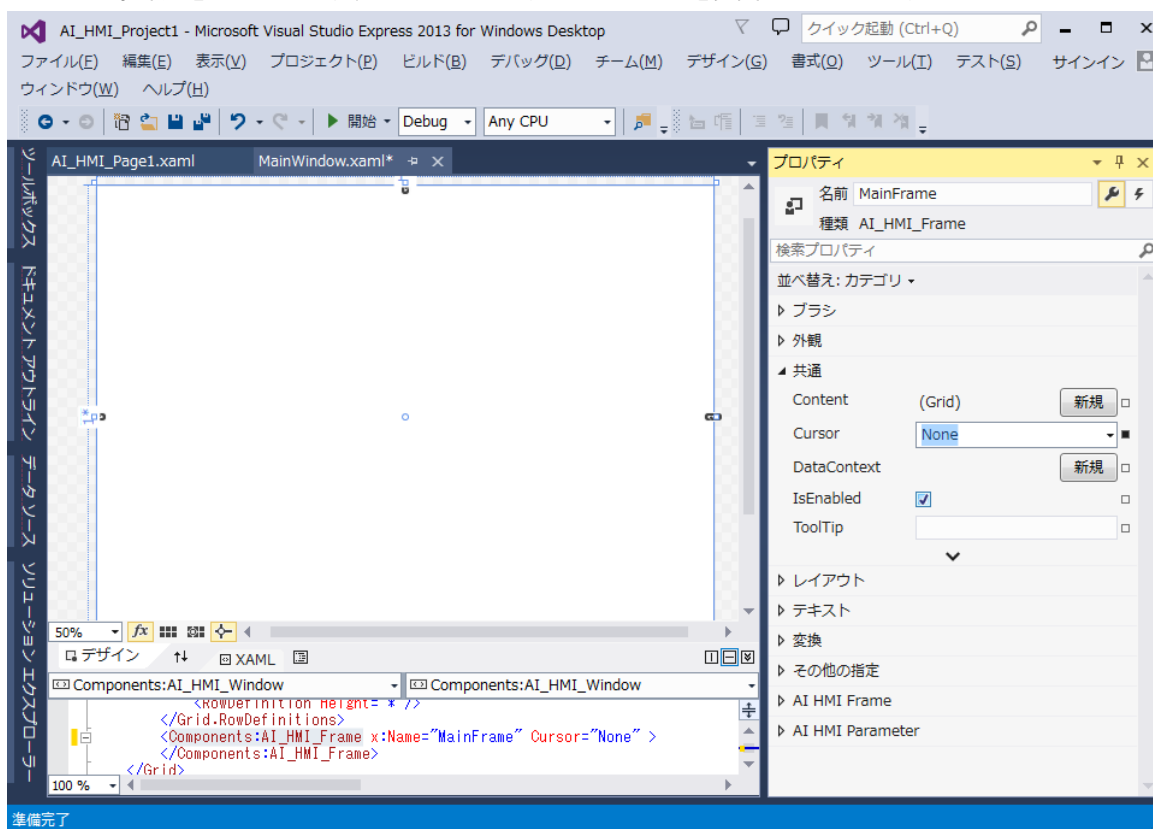 AI_HMI_Project1 - Microsoft Visual Studio Express 2013 for Windows Desktop
クイック起動 (Ctrl+Q)
ファイル(F) 編集(E) 表示(V) プロジェクト(P) ビルド(B) デバッグ(D) チーム(M) デザイン(G) 書式(O) ツール(T) テスト(S) サインイン
ウィンドウ(W) ヘルプ(H)
開始 Debug Any CPU
ツールボックス
ドキュメント アウトライン
データ ソース
ソリューション エクスプローラー
AI_HMI_Page1.xaml MainWindow.xaml*
50% fx
デザイン XAML
Components:AI_HMI_Window Components:AI_HMI_Window
<RowDefinition Height="*"/>
</Grid.RowDefinitions>
<Components:AI_HMI_Frame x:Name="MainFrame" Cursor="None" >
</Components:AI_HMI_Frame>
</Grid>
100 %
プロパティ
名前 MainFrame
種類 AI_HMI_Frame
検索プロパティ
並べ替え: カテゴリ
ブラシ
外観
共通
Content (Grid) 新規
Cursor None
DataContext 新規
IsEnabled
ToolTip
レイアウト
テキスト
変換
その他の指定
AI HMI Frame
AI HMI Parameter
準備完了